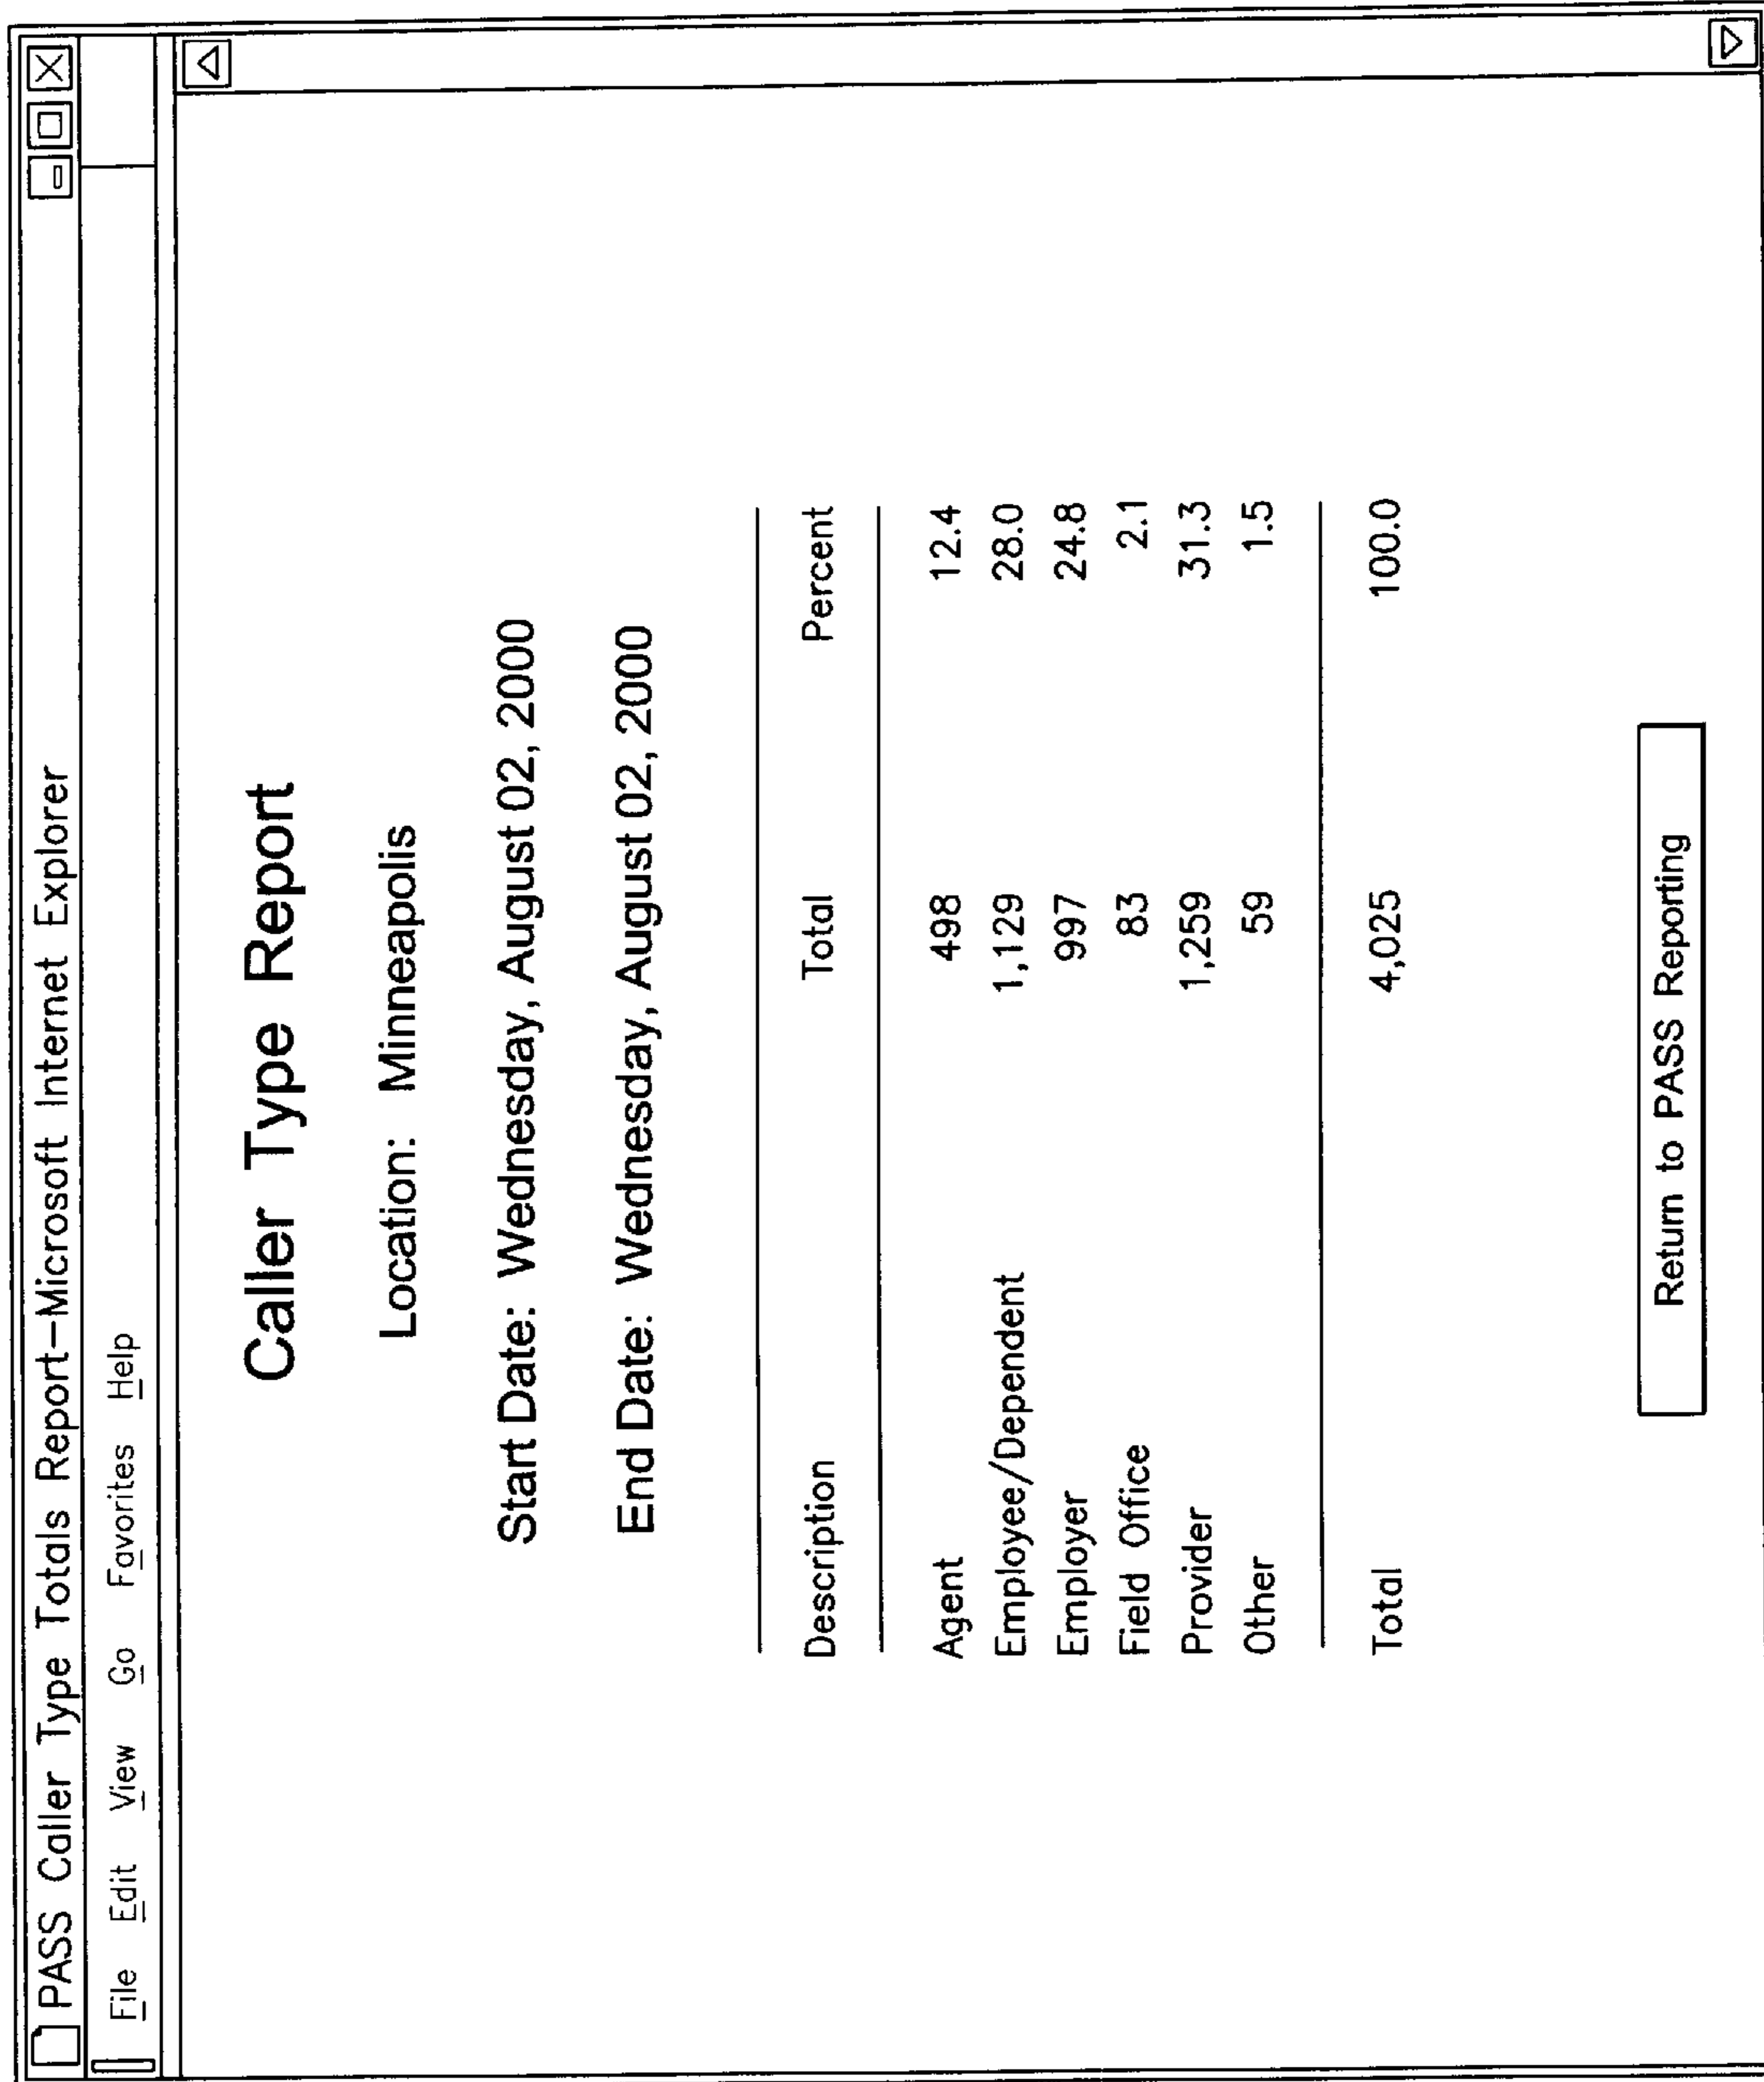 PASS Caller Type Totals Report-Microsoft Internet Explorer
File Edit View Go Favorites Help
Caller Type Report
Location: Minneapolis
Start Date: Wednesday, August 02, 2000
End Date: Wednesday, August 02, 2000
Description Total Percent
Agent 498 12.4
Employee/Dependent 1,129 28.0
Employer 997 24.8
Field Office 83 2.1
Provider 1,259 31.3
Other 59 1.5
Total 4,025 100.0
Return to PASS Reporting